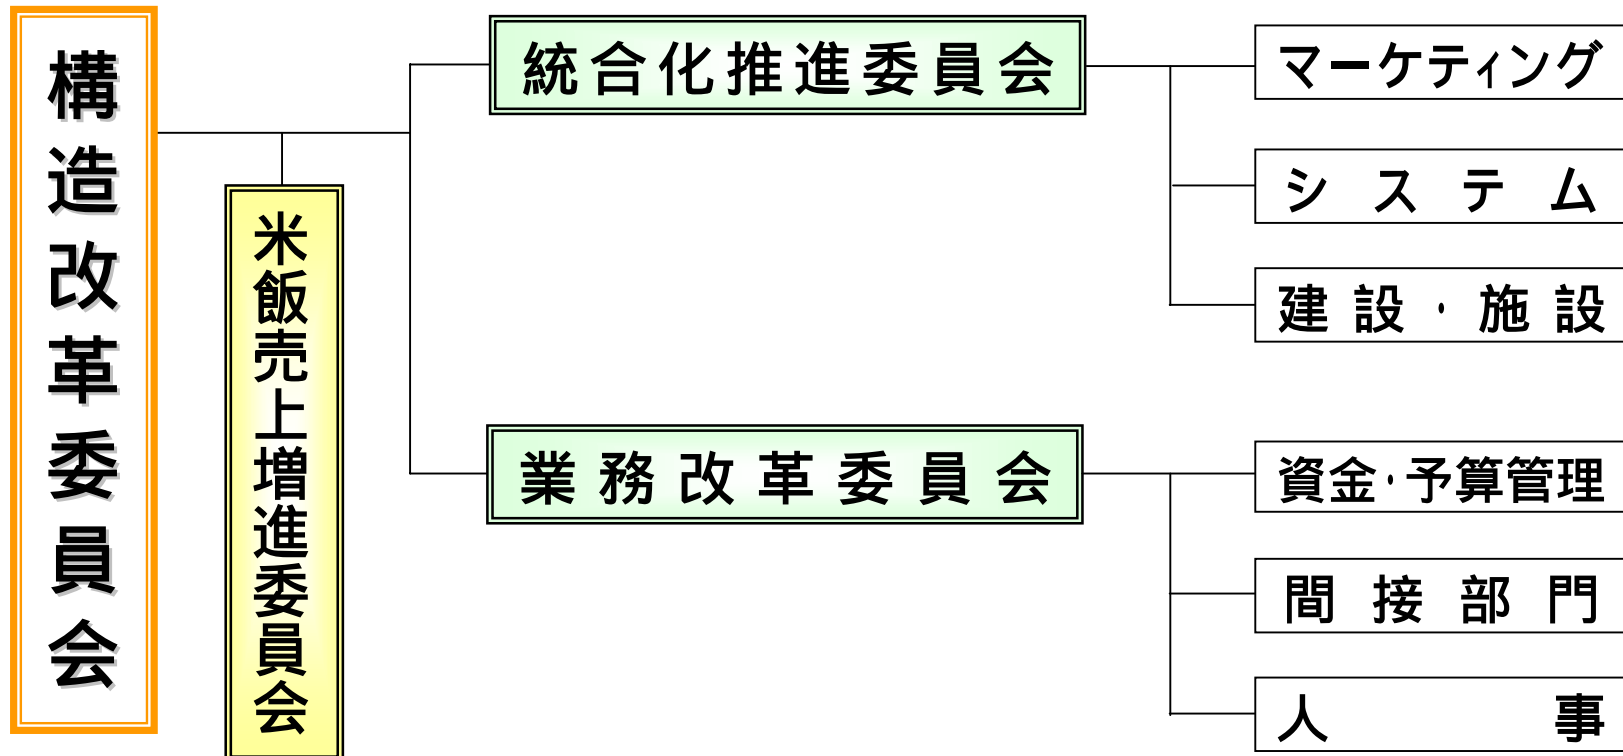 構造改革委員会
米飯売上増進委員会
統合化推進委員会
マーケティング
システム
建設・施設
業務改革委員会
資金・予算管理
間接部門
人事